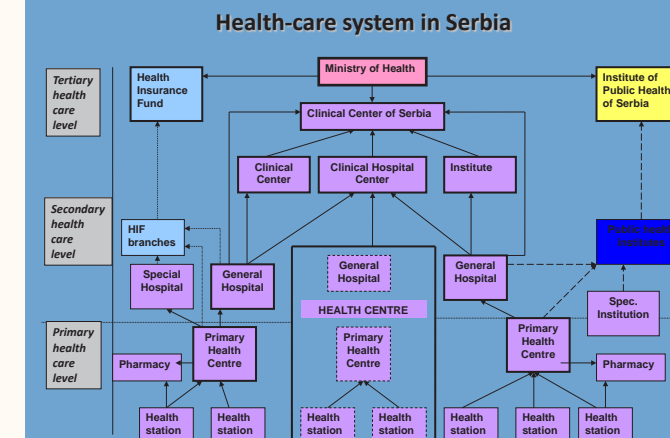 Health-care system in Serbia
Tertiary
health
care
level
Health
Insurance
Fund
Ministry of Health
Institute of
Public Health
of Serbia
Clinical Center of Serbia
Clinical
Center
Clinical Hospital
Center
Institute
Secondary
health
care
level
HIF
branches
Special
Hospital
General
Hospital
General
Hospital
General
Hospital
Public health
Spec.
Institution
HEALTH CENTRE
Primary
health
care
level
Pharmacy
Primary
Health
Centre
Primary
Health
Centre
Primary
Health
Centre
Pharmacy
Health
station
Health
station
Health
station
Health
station
Health
station
Health
station
Health
station